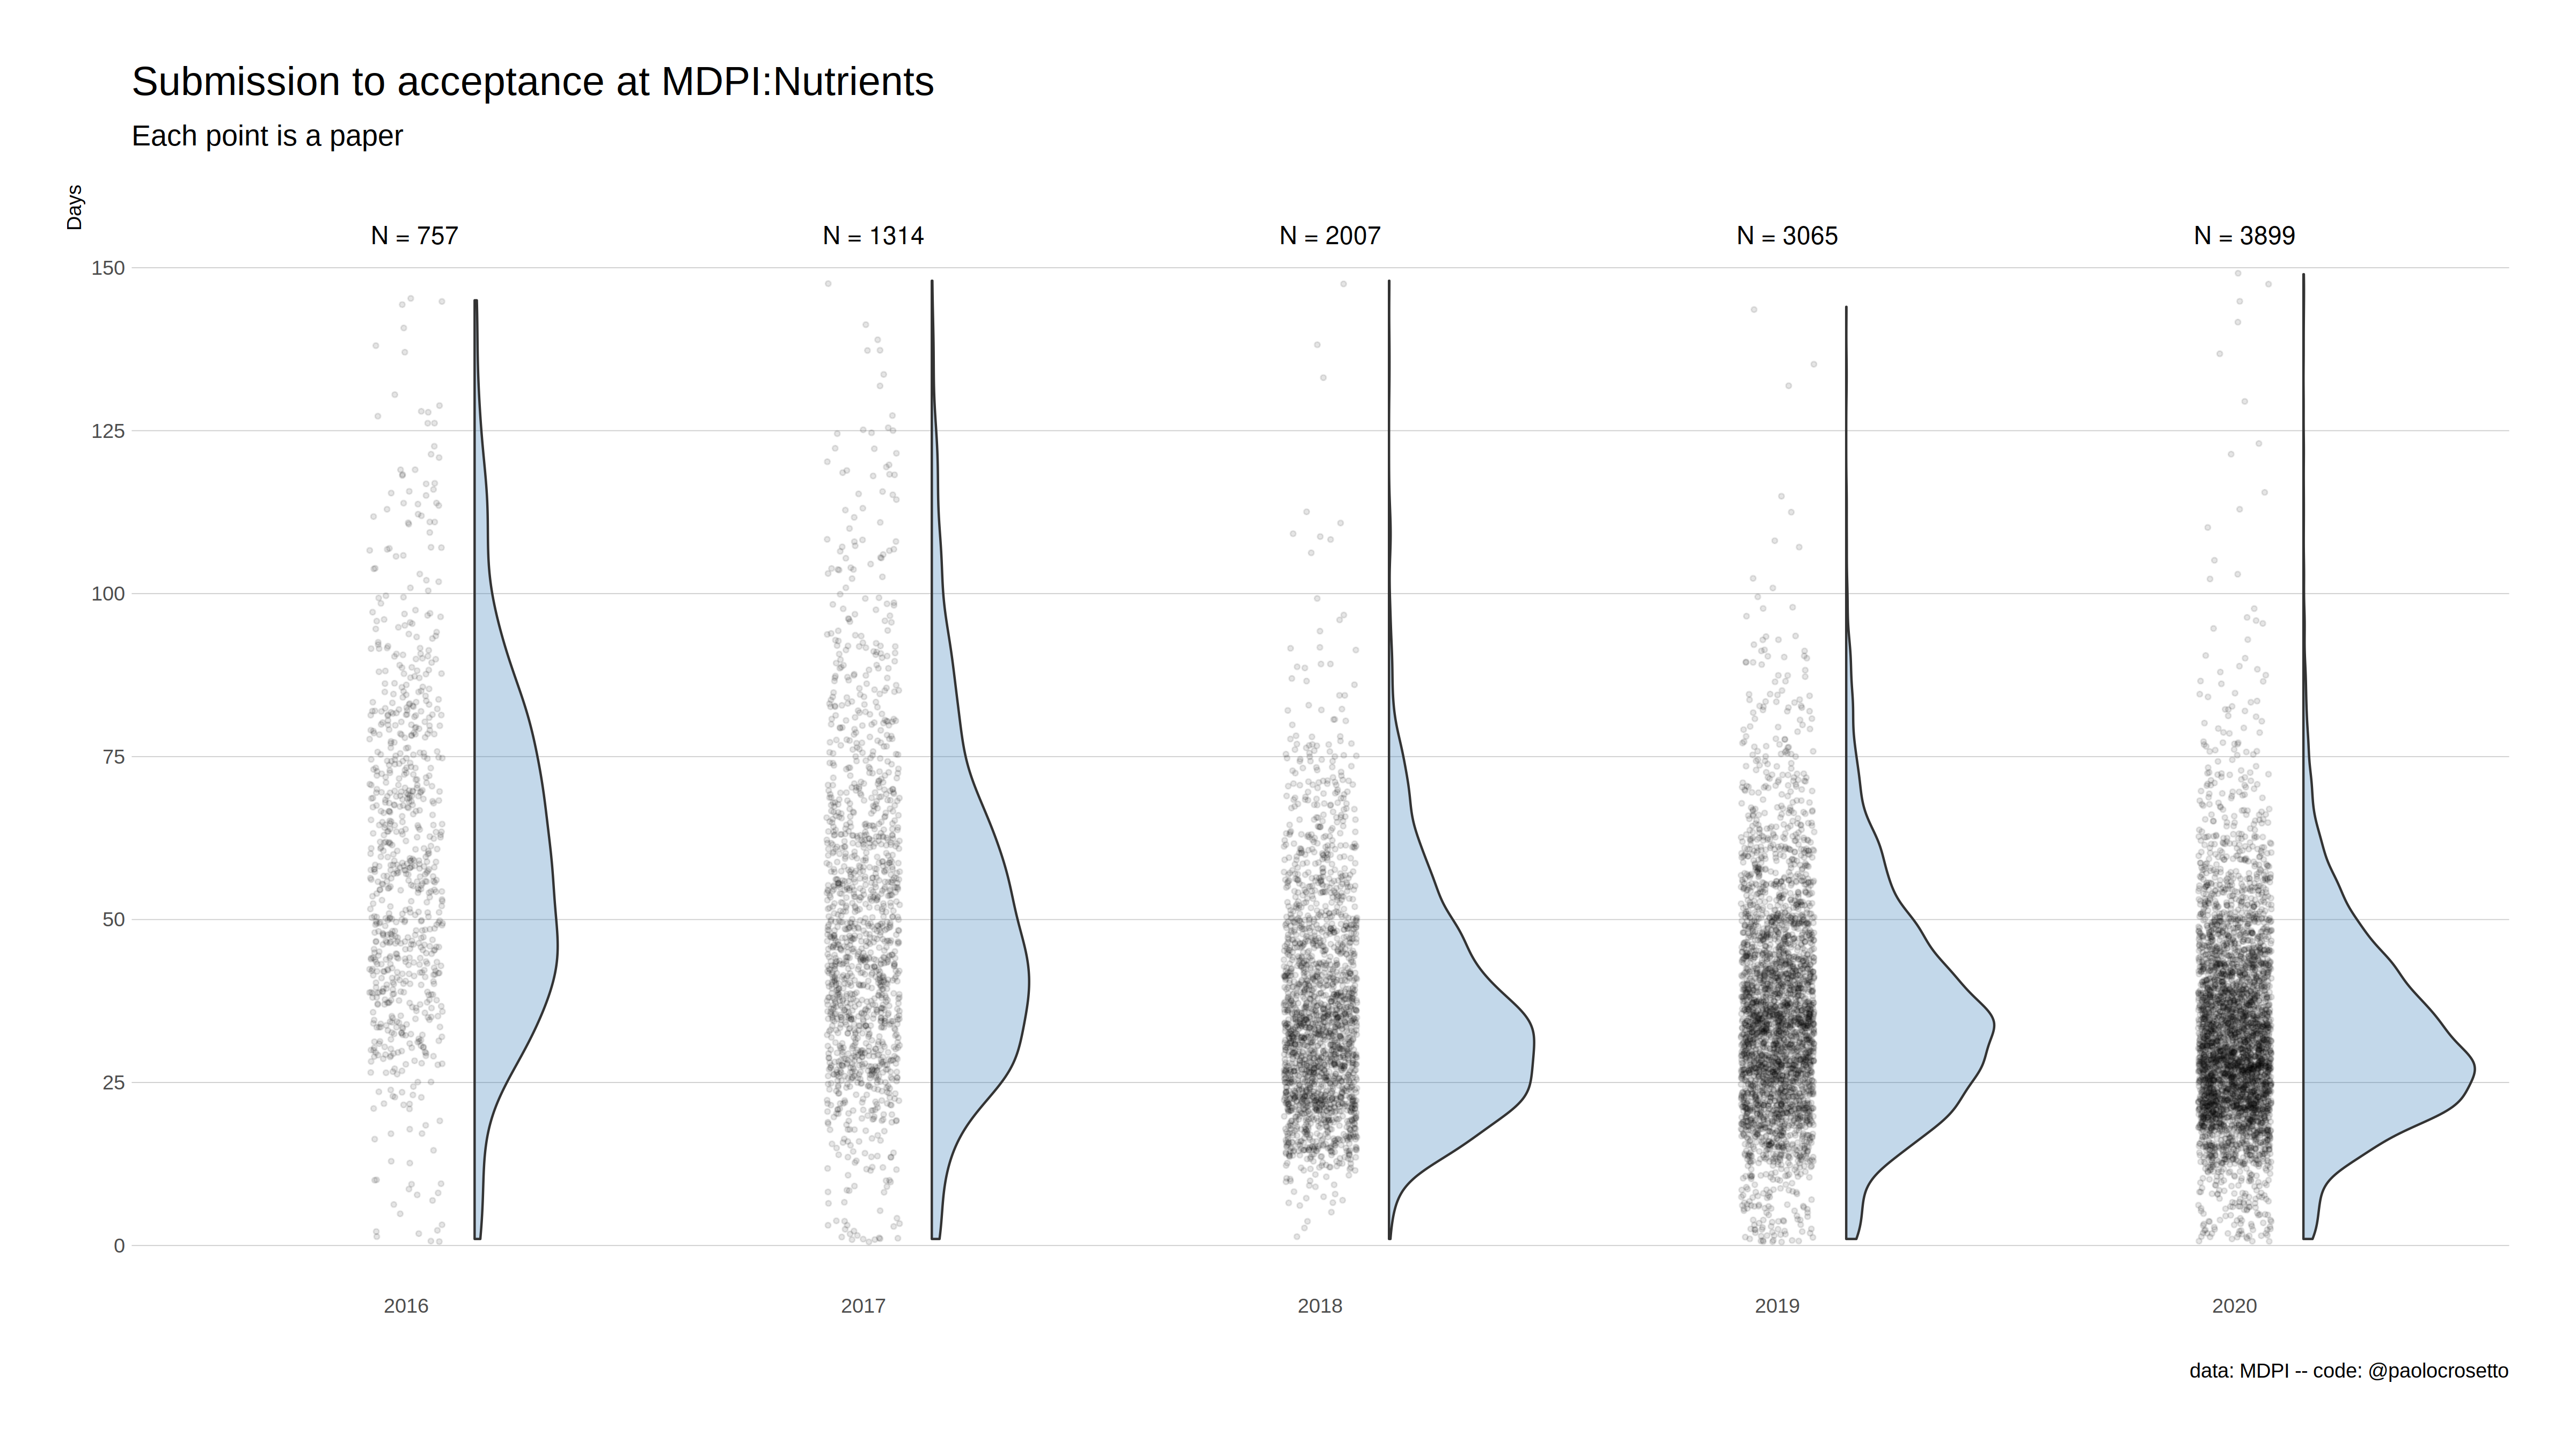 Submission to acceptance at MDPI:Nutrients
Each point is a paper
Days
N = 757
N = 1314
N = 2007
N = 3065
N = 3899
150
125
100
75
50
25
0
2016
2017
2018
2019
2020
data: MDPI -- code: @paolocrosetto